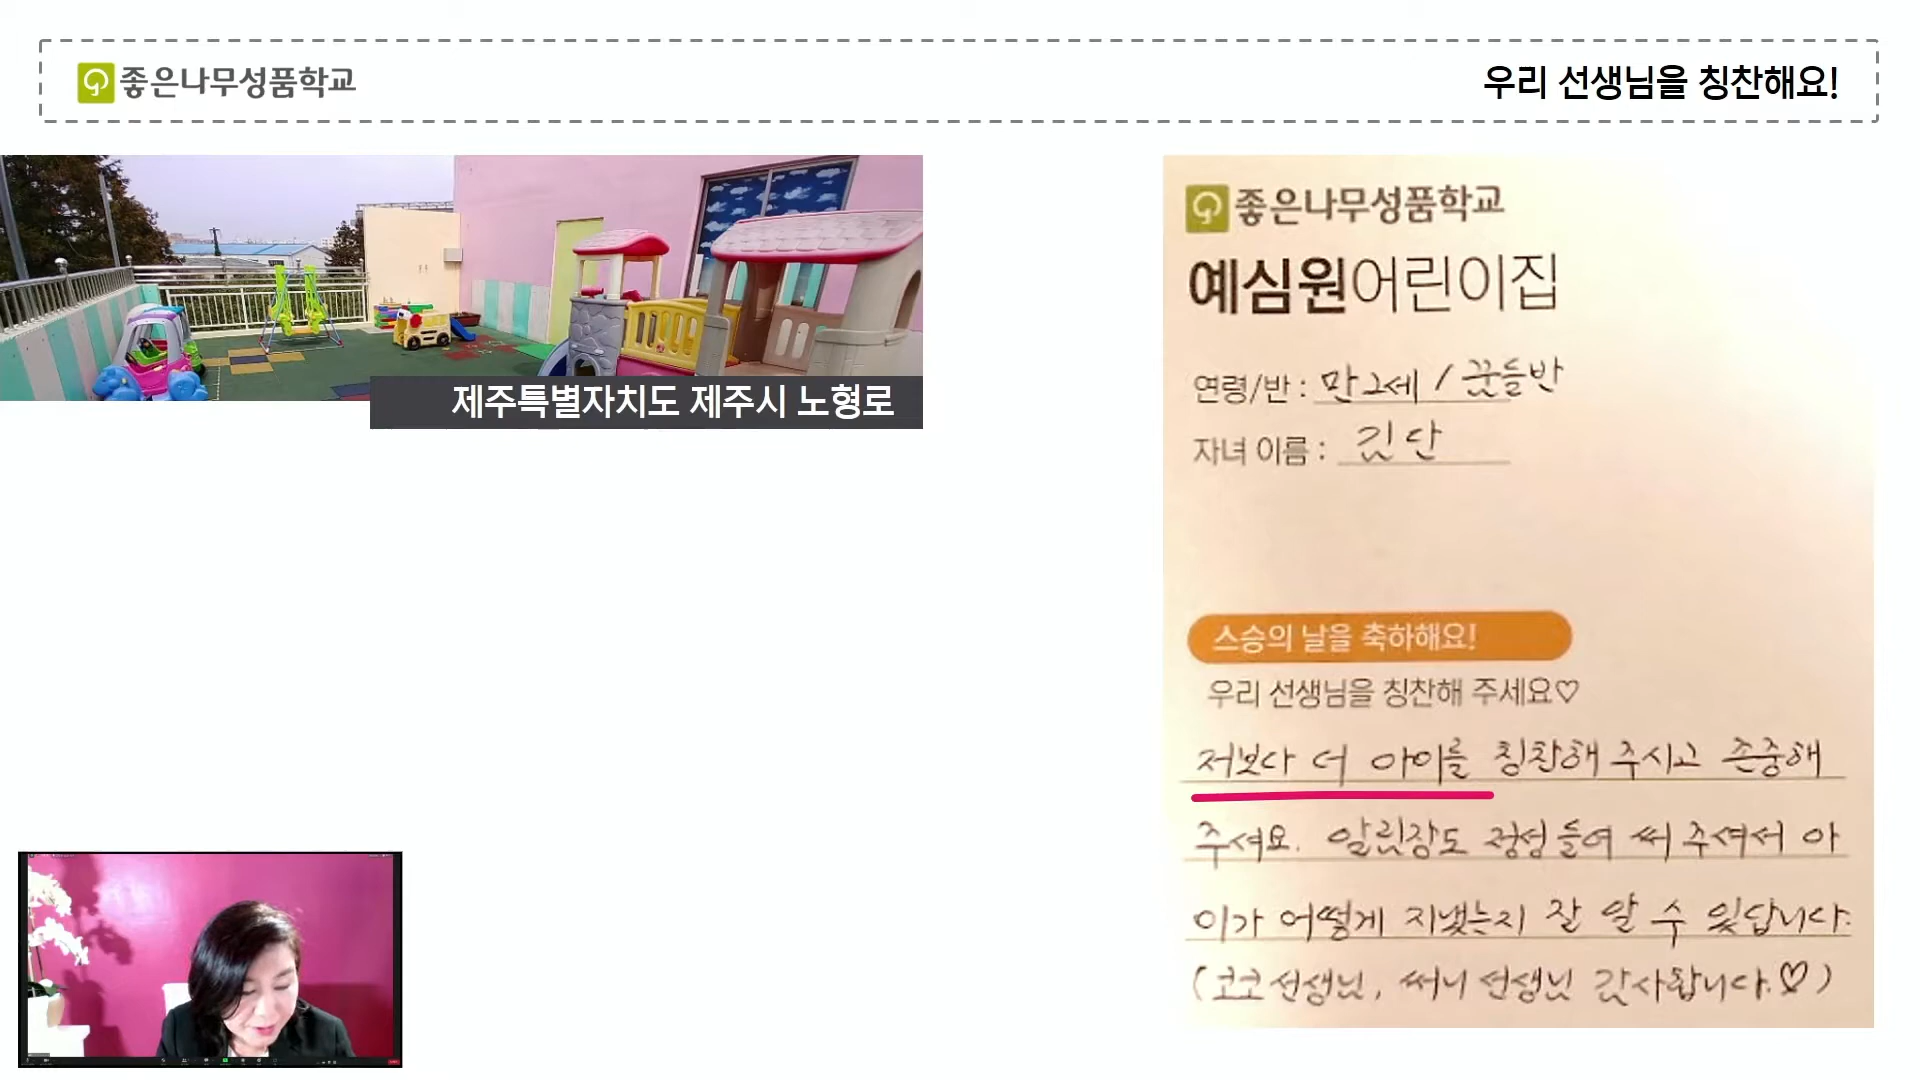 좋은나무성품학교
우리 선생님을 칭찬해요!
제주특별자치도 제주시 노형로
좋은나무성품학교
예심원어린이집
연령/반 : 만2세 / 꿈들반
자녀 이름 : 김단
스승의 날을 축하해요!
우리 선생님을 칭찬해 주세요♡
저보다 더 아이를 칭찬해 주시고 존중해
주셔요. 알림장도 정성 들여 써 주셔서 아
이가 어떻게 지냈는지 잘 알 수 있답니다.
(코코선생님, 써니 선생님 감사합니다.♡)